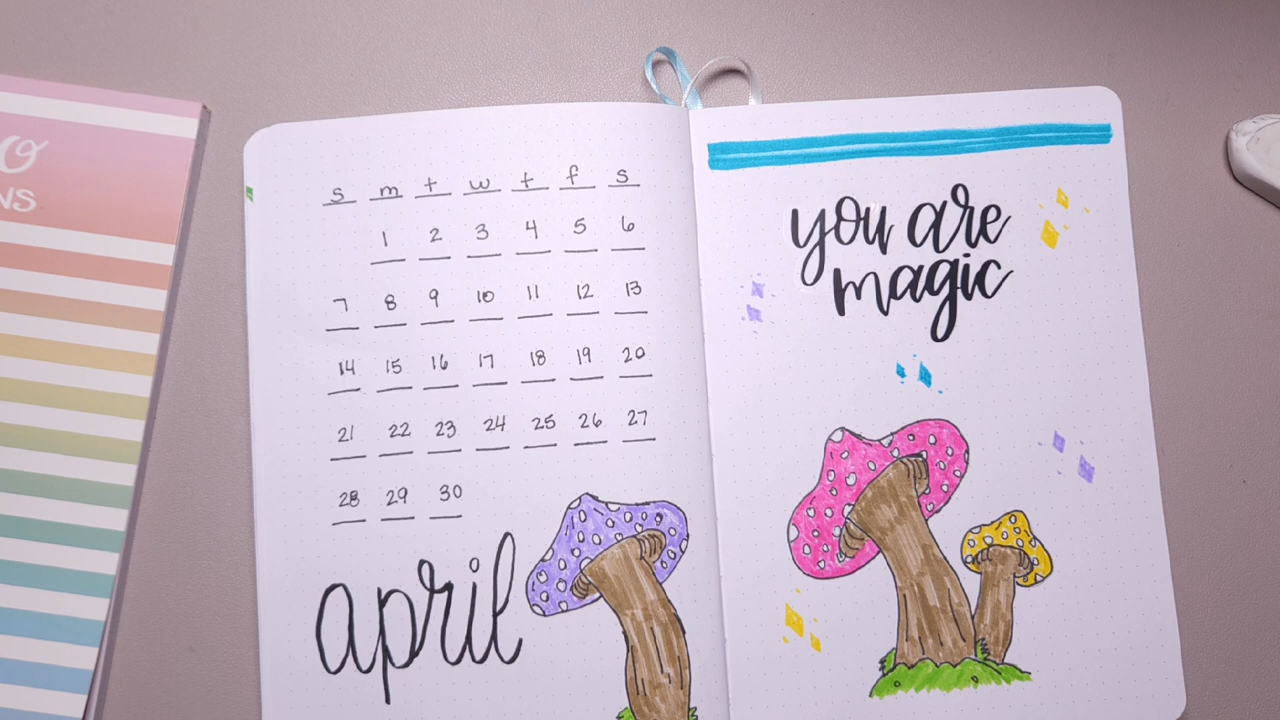 o
NS
s m t w t f s
1 2 3 4 5 6
7 8 9 10 11 12 13
14 15 16 17 18 19 20
21 22 23 24 25 26 27
28 29 30
april
you are
magic